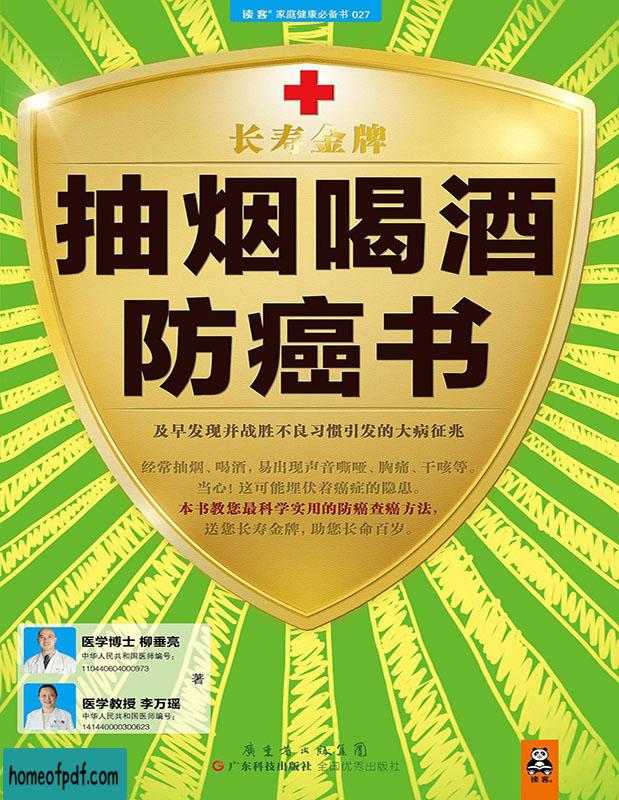 读客® 家庭健康必备书 027
长寿金牌
抽烟喝酒
防癌书
及早发现并战胜不良习惯引发的大病征兆
经常抽烟、喝酒，易出现声音嘶哑、胸痛、干咳等。
当心！这可能埋伏着癌症的隐患。
本书教您最科学实用的防癌查癌方法，
送您长寿金牌，助您长命百岁。
医学博士 柳垂亮
中华人民共和国医师编号：
110440604000973
医学教授 李万瑶
中华人民共和国医师编号：
141440000300623
著
广东省出版集团
广东科技出版社 全国优秀出版社
读客®
homeofpdf.com